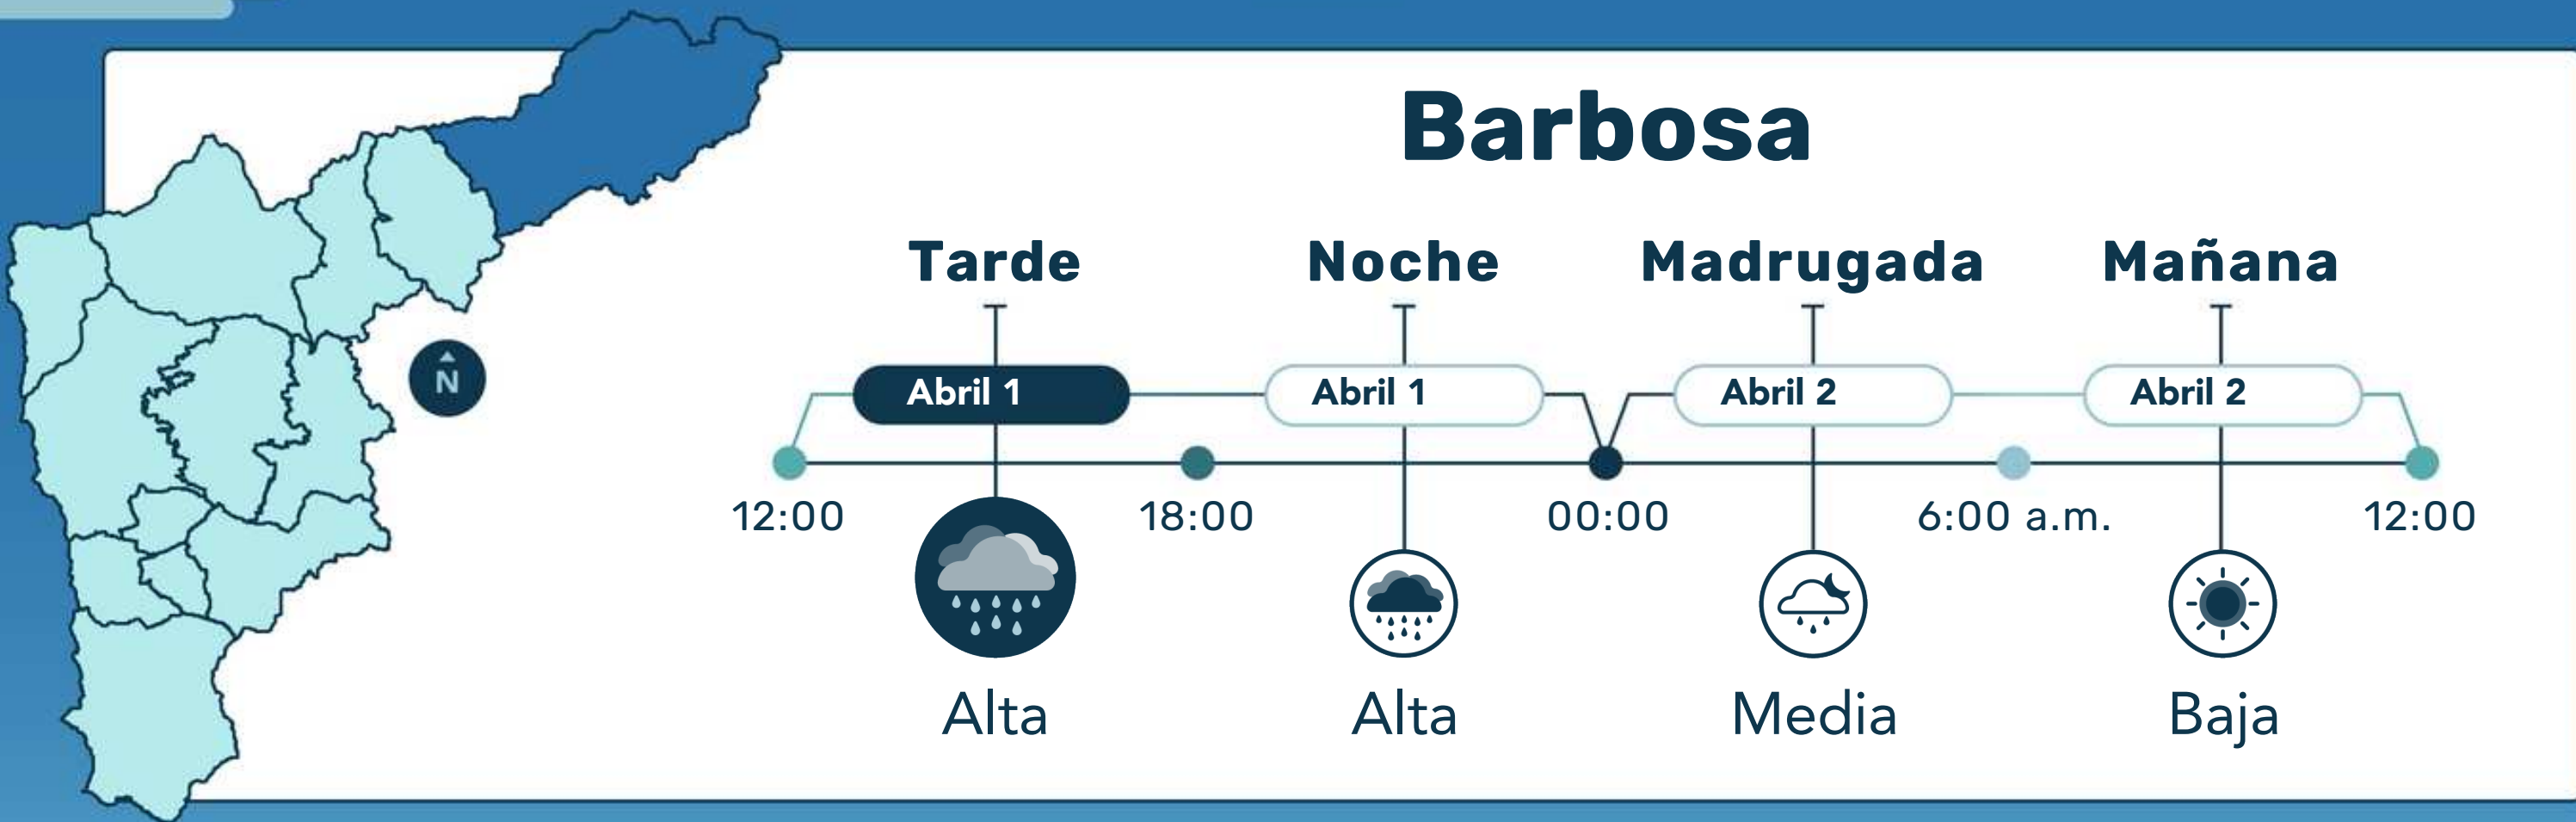 Barbosa
Tarde Noche Madrugada Mañana
Abril 1 Abril 1 Abril 2 Abril 2
N
12:00 18:00 00:00 6:00 a.m. 12:00
Alta Alta Media Baja